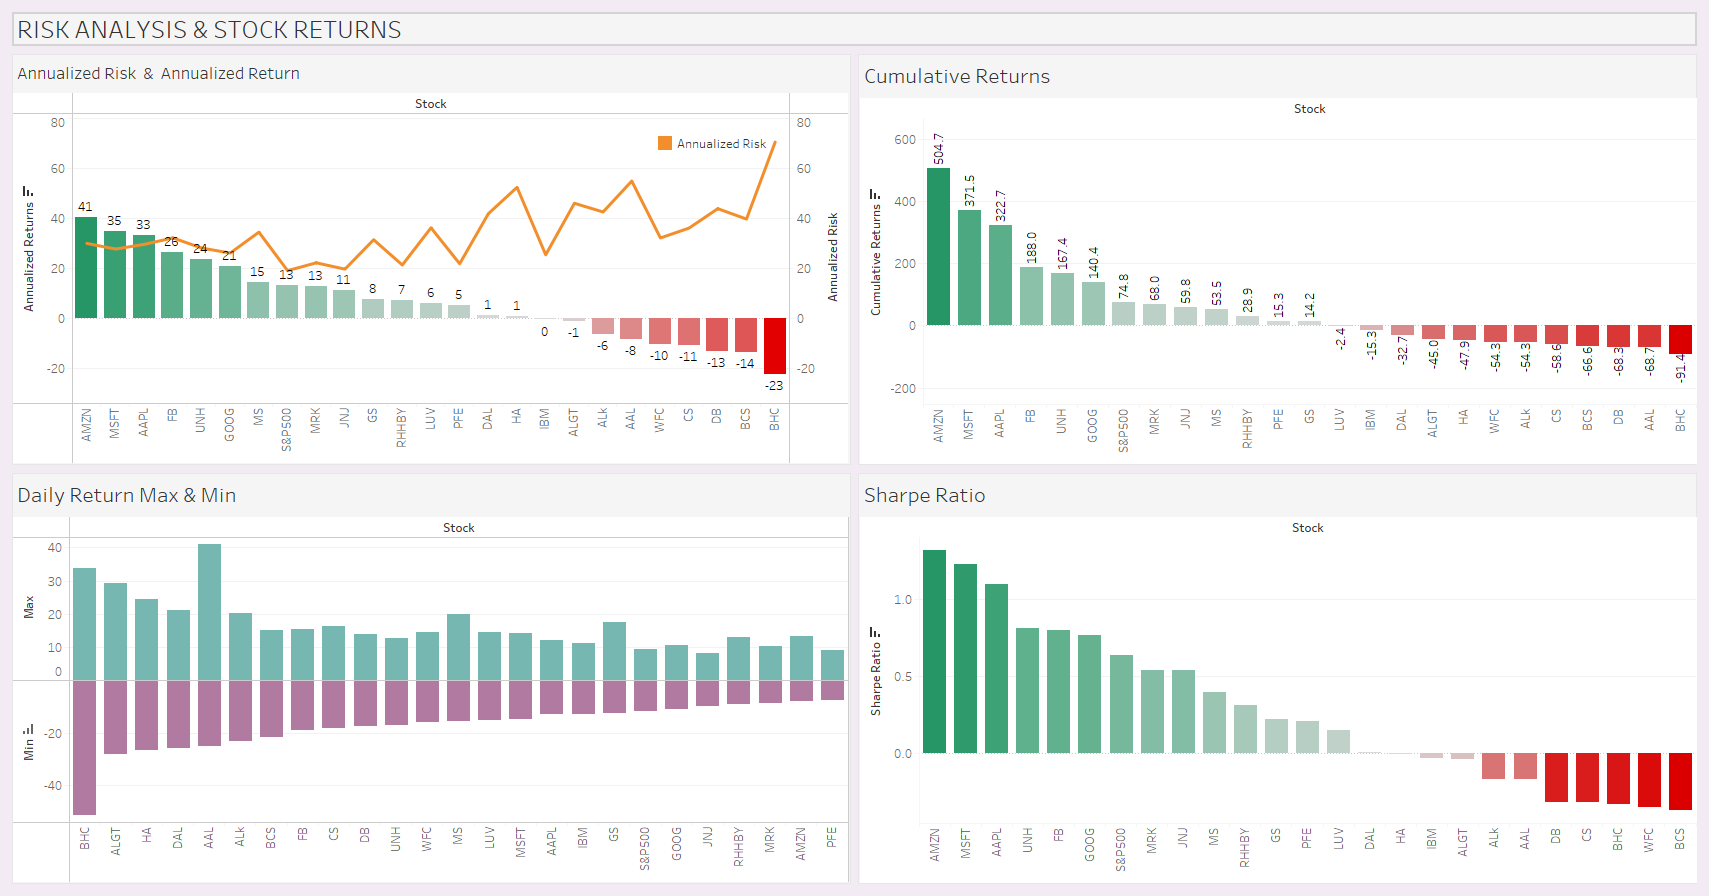 RISK ANALYSIS & STOCK RETURNS
Annualized Risk & Annualized Return
Stock
80
60
40
20
0
-20
Annualized Returns
80
60
40
20
0
-20
Annualized Risk
Annualized Risk
41 35 33 26 24 21 15 13 13 11 8 7 6 5 1 1 0 -1 -6 -8 -10 -11 -13 -14 -23
AMZN MSFT AAPL FB UNH GOOG MS S&P500 MRK JNJ GS RHHBY LUV PFE DAL HA IBM ALGT ALk AAL WFC CS DB BCS BHC
Cumulative Returns
Stock
600
400
200
0
-200
Cumulative Returns
504.7 371.5 322.7 188.0 167.4 140.4 74.8 68.0 59.8 53.5 28.9 15.3 14.2 -2.4 -15.3 -32.7 -45.0 -47.9 -54.3 -54.3 -58.6 -66.6 -68.3 -68.7 -91.4
AMZN MSFT AAPL FB UNH GOOG S&P500 MRK JNJ MS RHHBY PFE GS LUV IBM DAL ALGT HA WFC ALk CS BCS DB AAL BHC
Daily Return Max & Min
Stock
40
30
20
10
0
Max
-20
-40
Min
BHC ALGT HA DAL AAL ALk BCS FB CS DB UNH WFC MS LUV MSFT AAPL IBM GS S&P500 GOOG JNJ RHHBY MRK AMZN PFE
Sharpe Ratio
Stock
1.0
0.5
0.0
Sharpe Ratio
AMZN MSFT AAPL UNH FB GOOG S&P500 MRK JNJ MS RHHBY GS PFE LUV DAL HA IBM ALGT ALk AAL DB CS BHC WFC BCS